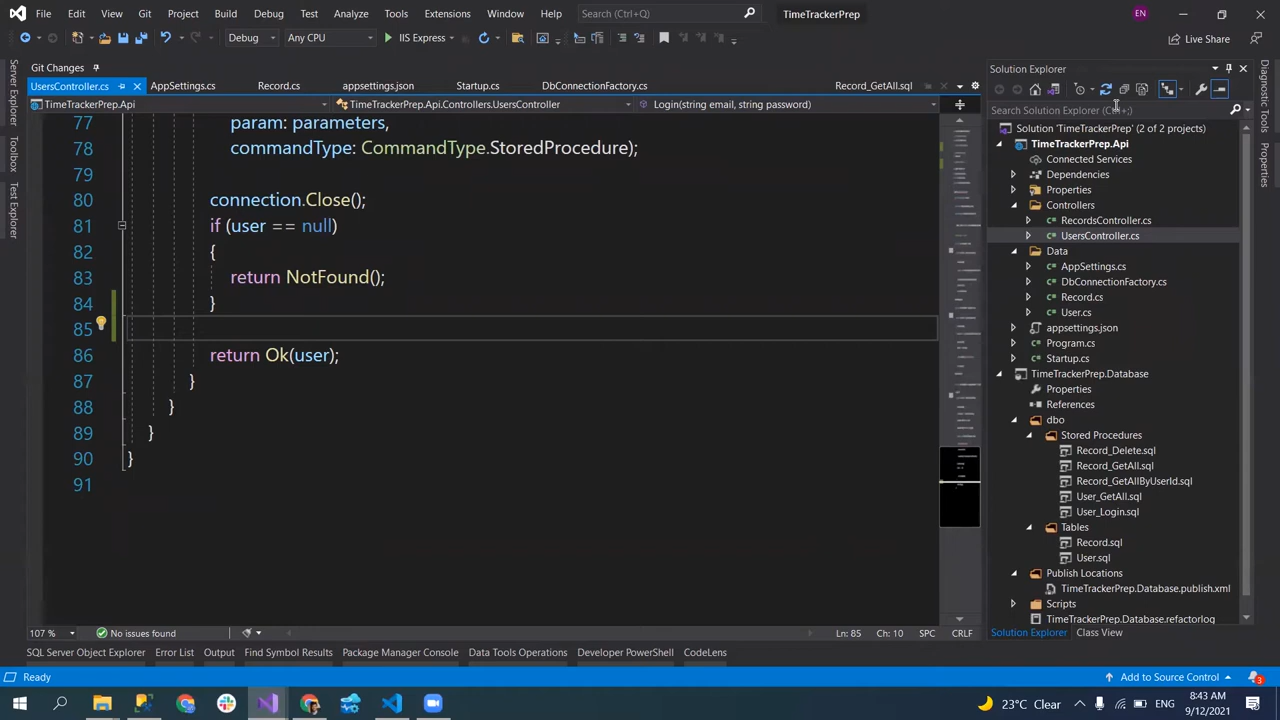 File Edit View Git Project Build Debug Test Analyze Tools Extensions Window Help Search (Ctrl+Q) TimeTrackerPrep EN
Debug Any CPU IIS Express Live Share
Git Changes
UsersController.cs AppSettings.cs Record.cs appsettings.json Startup.cs DbConnectionFactory.cs Record_GetAll.sql
TimeTrackerPrep.Api TimeTrackerPrep.Api.Controllers.UsersController Login(string email, string password)
77 param: parameters,
78 commandType: CommandType.StoredProcedure);
79
80 connection.Close();
81 if (user == null)
82 {
83 return NotFound();
84 }
85
86 return Ok(user);
87 }
88 }
89 }
90 }
91
107 % No issues found Ln: 85 Ch: 10 SPC CRLF
Server Explorer
Toolbox
Test Explorer
Solution Explorer
Search Solution Explorer (Ctrl+;)
Solution 'TimeTrackerPrep' (2 of 2 projects)
TimeTrackerPrep.Api
Connected Services
Dependencies
Properties
Controllers
RecordsController.cs
UsersController.cs
Data
AppSettings.cs
DbConnectionFactory.cs
Record.cs
User.cs
appsettings.json
Program.cs
Startup.cs
TimeTrackerPrep.Database
Properties
References
dbo
Stored Procedures
Record_Delete.sql
Record_GetAll.sql
Record_GetAllByUserId.sql
User_GetAll.sql
User_Login.sql
Tables
Record.sql
User.sql
Publish Locations
TimeTrackerPrep.Database.publish.xml
Scripts
TimeTrackerPrep.Database.refactorlog
Solution Explorer Class View
Diagnostic Tools
Properties
SQL Server Object Explorer Error List Output Find Symbol Results Package Manager Console Data Tools Operations Developer PowerShell CodeLens
Ready Add to Source Control 3
23°C Clear ENG 8:43 AM
9/12/2021